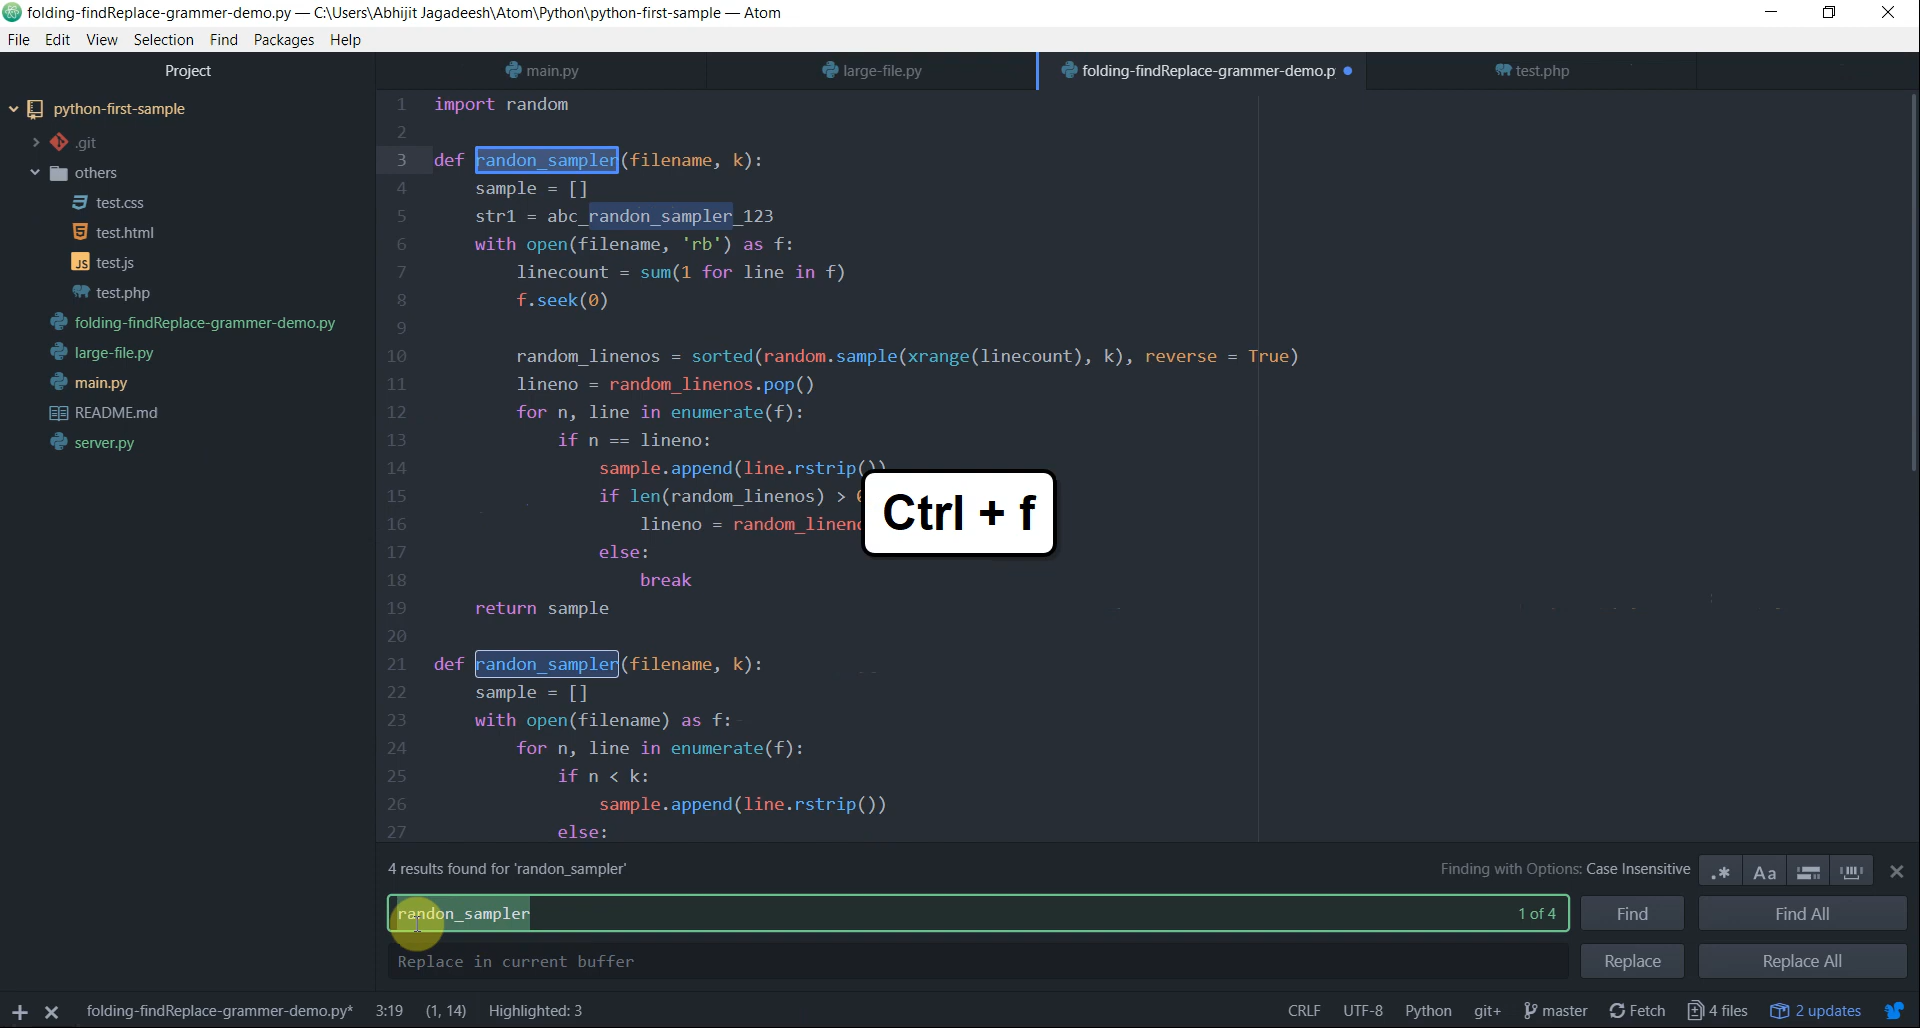 folding-findReplace-grammer-demo.py — C:\Users\Abhijit Jagadeesh\Atom\Python\python-first-sample — Atom
File Edit View Selection Find Packages Help
Project
main.py
large-file.py
folding-findReplace-grammer-demo.p
test.php
python-first-sample
.git
others
test.css
test.html
test.js
test.php
folding-findReplace-grammer-demo.py
large-file.py
main.py
README.md
server.py
1 import random
2
3 def randon_sampler(filename, k):
4 sample = []
5 str1 = abc_randon_sampler_123
6 with open(filename, 'rb') as f:
7 linecount = sum(1 for line in f)
8 f.seek(0)
9
10 random_linenos = sorted(random.sample(xrange(linecount), k), reverse = True)
11 lineno = random_linenos.pop()
12 for n, line in enumerate(f):
13 if n == lineno:
14 sample.append(line.rstrip())
15 if len(random_linenos) >
16 lineno = random_lineno
17 else:
18 break
19 return sample
20
21 def randon_sampler(filename, k):
22 sample = []
23 with open(filename) as f:
24 for n, line in enumerate(f):
25 if n < k:
26 sample.append(line.rstrip())
27 else:
Ctrl + f
4 results found for 'randon_sampler'
Finding with Options: Case Insensitive
.* Aa
randon_sampler
1 of 4
Find
Find All
Replace in current buffer
Replace
Replace All
folding-findReplace-grammer-demo.py* 3:19 (1, 14) Highlighted: 3
CRLF UTF-8 Python git+ master Fetch 4 files 2 updates